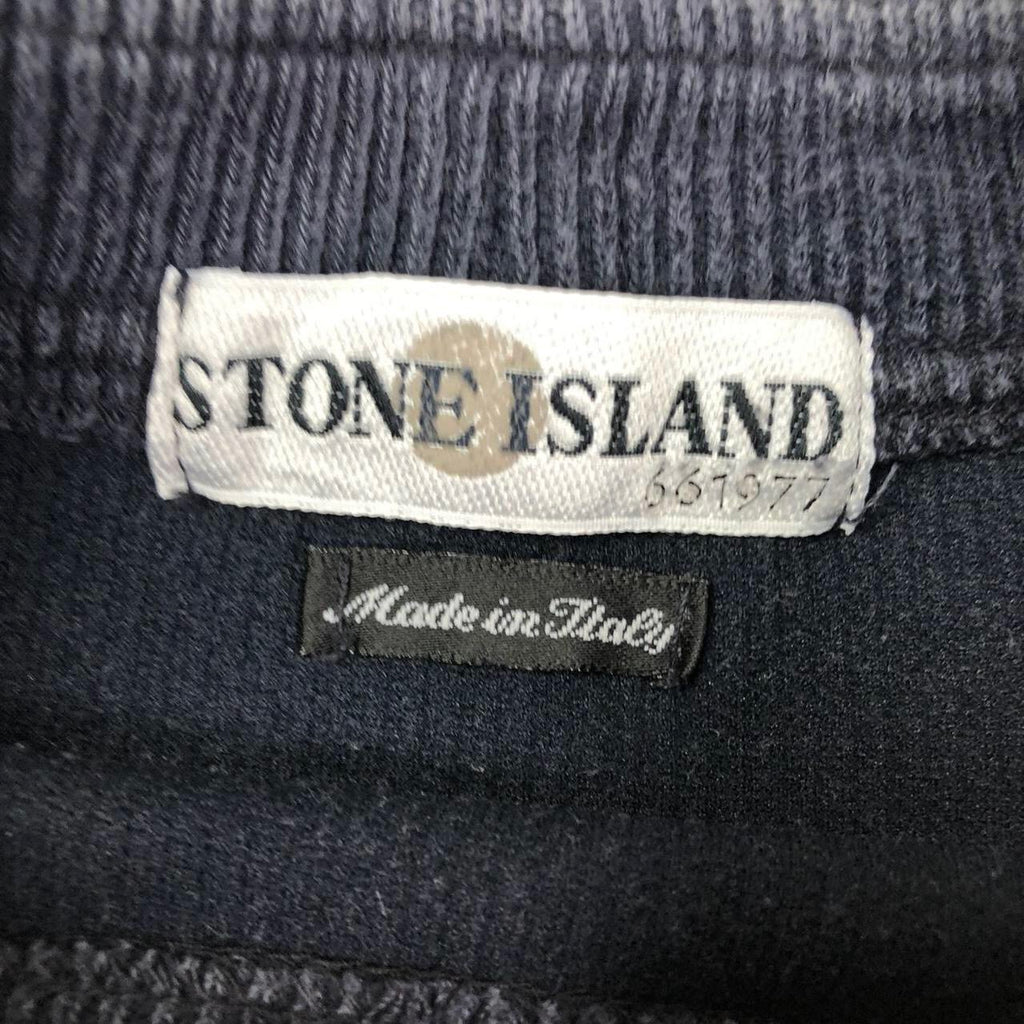 STONE ISLAND
661977
Made in Italy